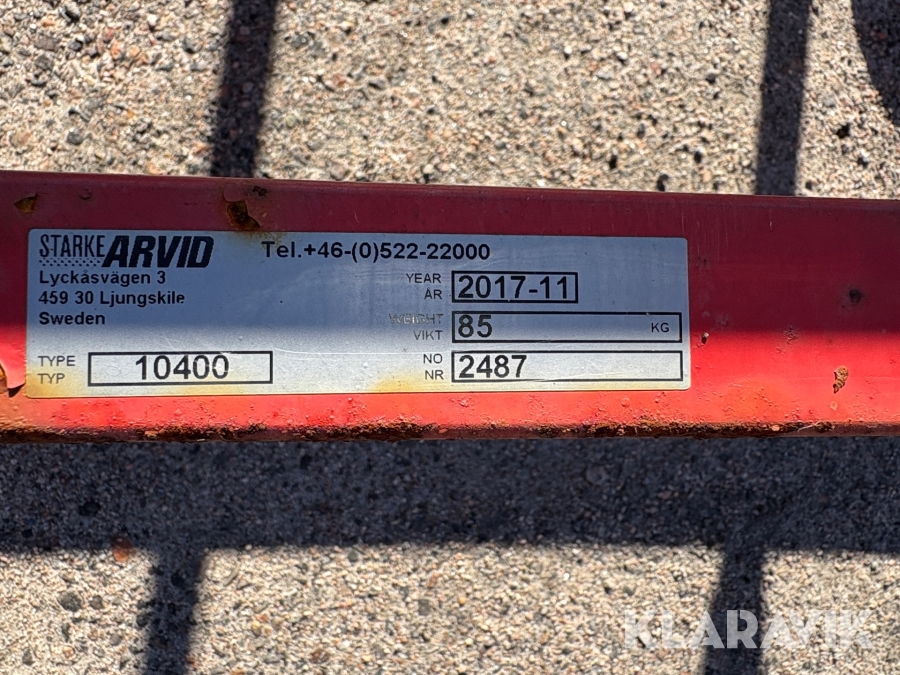 STARKE ARVID
Tel.+46-(0)522-22000
Lyckåsvägen 3
459 30 Ljungskile
Sweden
YEAR
ÅR
2017-11
WEIGHT
VIKT
85
KG
TYPE
TYP
10400
NO
NR
2487
KLARAVIK